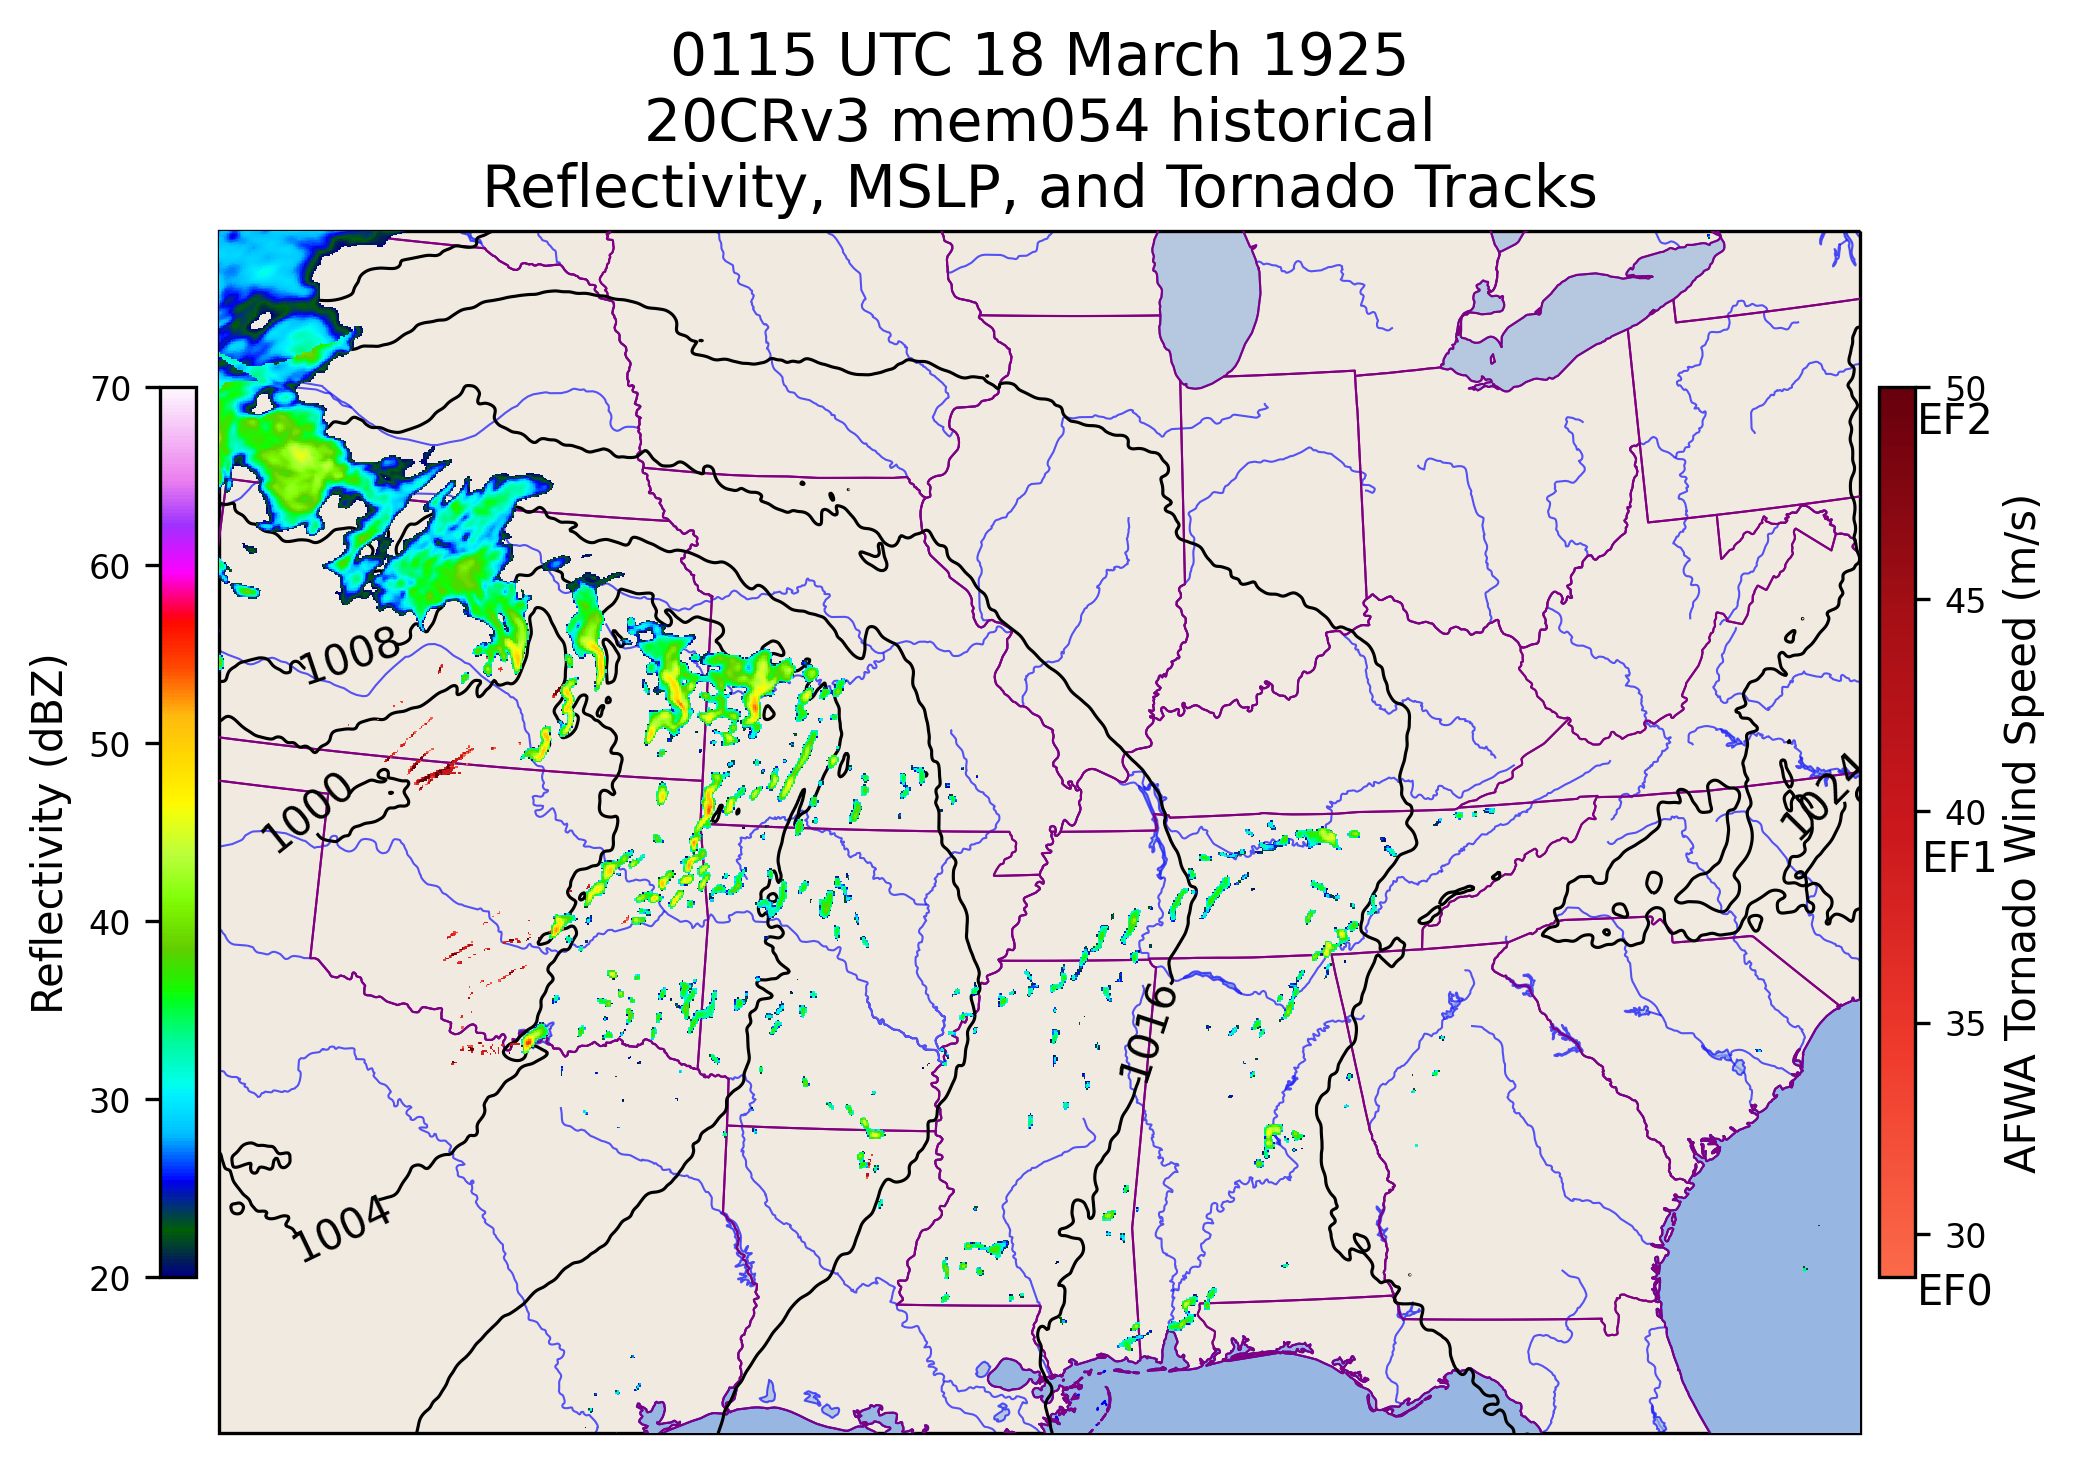 0115 UTC 18 March 1925
20CRv3 mem054 historical
Reflectivity, MSLP, and Tornado Tracks
Reflectivity (dBZ)
70
60
50
40
30
20
1008
1000
1004
1016
1024
50
EF2
45
40
EF1
35
30
EF0
AFWA Tornado Wind Speed (m/s)